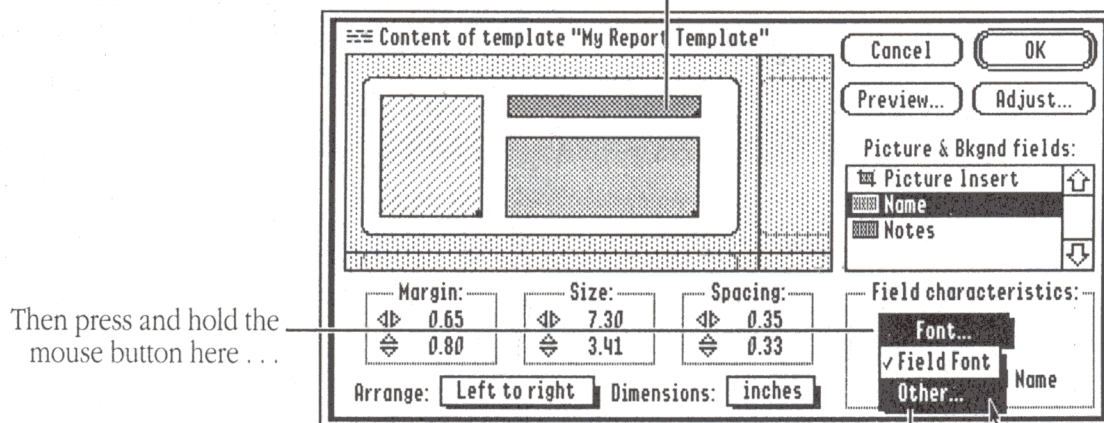 Content of template "My Report Template"
Cancel
OK
Preview...
Adjust...
Picture & Bkgnd fields:
Picture Insert
Name
Notes
Margin:
0.65
0.80
Size:
7.30
3.41
Spacing:
0.35
0.33
Field characteristics:
Font...
✓Field Font
Other...
Name
Then press and hold the
mouse button here . . .
Arrange: Left to right Dimensions: inches